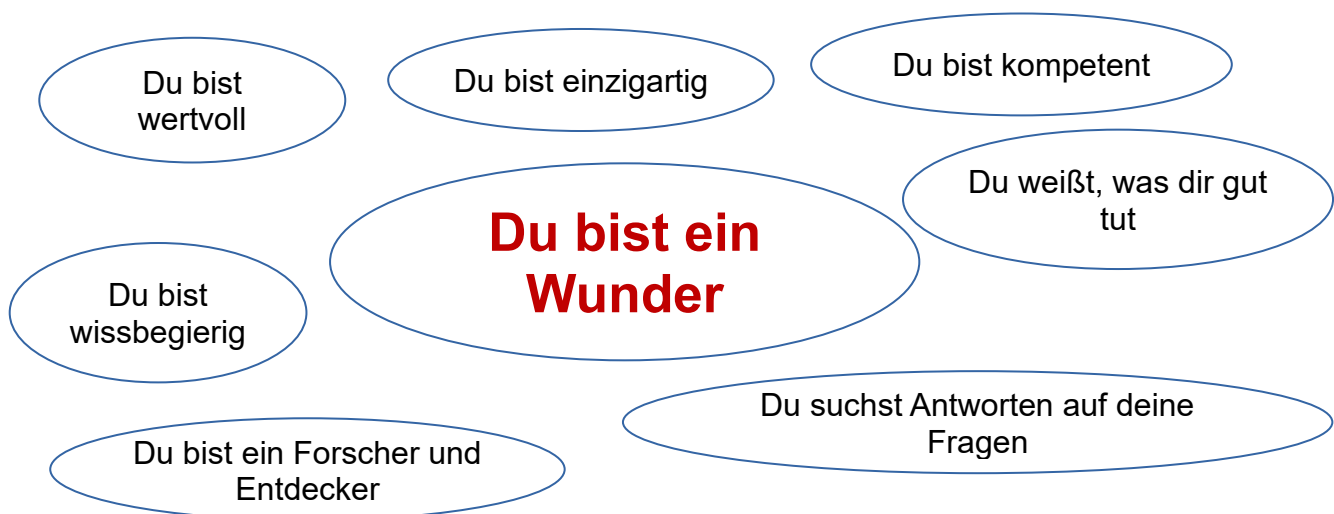 Du bist
wertvoll
Du bist einzigartig
Du bist kompetent
Du weißt, was dir gut
tut
Du bist ein
Wunder
Du bist
wissbegierig
Du suchst Antworten auf deine
Fragen
Du bist ein Forscher und
Entdecker